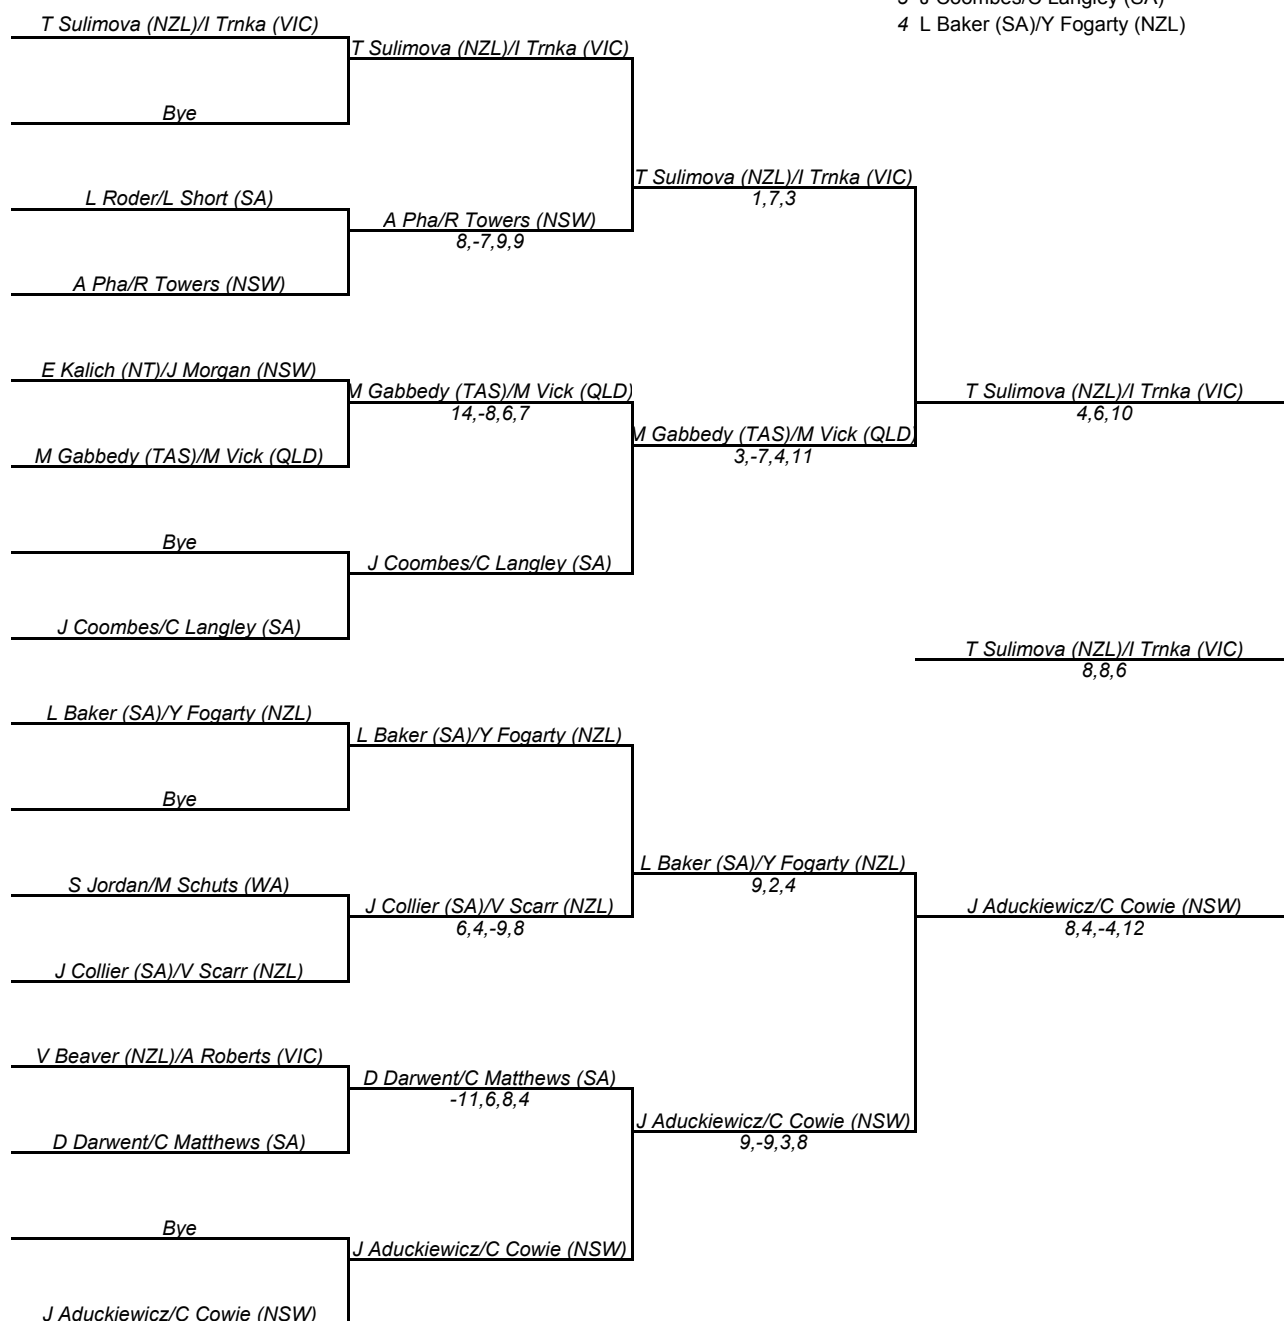 3 J Coombes/C Langley (SA)
4 L Baker (SA)/Y Fogarty (NZL)
T Sulimova (NZL)/I Trnka (VIC)
T Sulimova (NZL)/I Trnka (VIC)
Bye
T Sulimova (NZL)/I Trnka (VIC)
1,7,3
L Roder/L Short (SA)
A Pha/R Towers (NSW)
8,-7,9,9
A Pha/R Towers (NSW)
E Kalich (NT)/J Morgan (NSW)
M Gabbedy (TAS)/M Vick (QLD)
14,-8,6,7
T Sulimova (NZL)/I Trnka (VIC)
4,6,10
M Gabbedy (TAS)/M Vick (QLD)
3,-7,4,11
M Gabbedy (TAS)/M Vick (QLD)
Bye
J Coombes/C Langley (SA)
J Coombes/C Langley (SA)
T Sulimova (NZL)/I Trnka (VIC)
8,8,6
L Baker (SA)/Y Fogarty (NZL)
L Baker (SA)/Y Fogarty (NZL)
Bye
L Baker (SA)/Y Fogarty (NZL)
9,2,4
S Jordan/M Schuts (WA)
J Collier (SA)/V Scarr (NZL)
6,4,-9,8
J Aduckiewicz/C Cowie (NSW)
8,4,-4,12
J Collier (SA)/V Scarr (NZL)
V Beaver (NZL)/A Roberts (VIC)
D Darwent/C Matthews (SA)
-11,6,8,4
J Aduckiewicz/C Cowie (NSW)
9,-9,3,8
D Darwent/C Matthews (SA)
Bye
J Aduckiewicz/C Cowie (NSW)
J Aduckiewicz/C Cowie (NSW)